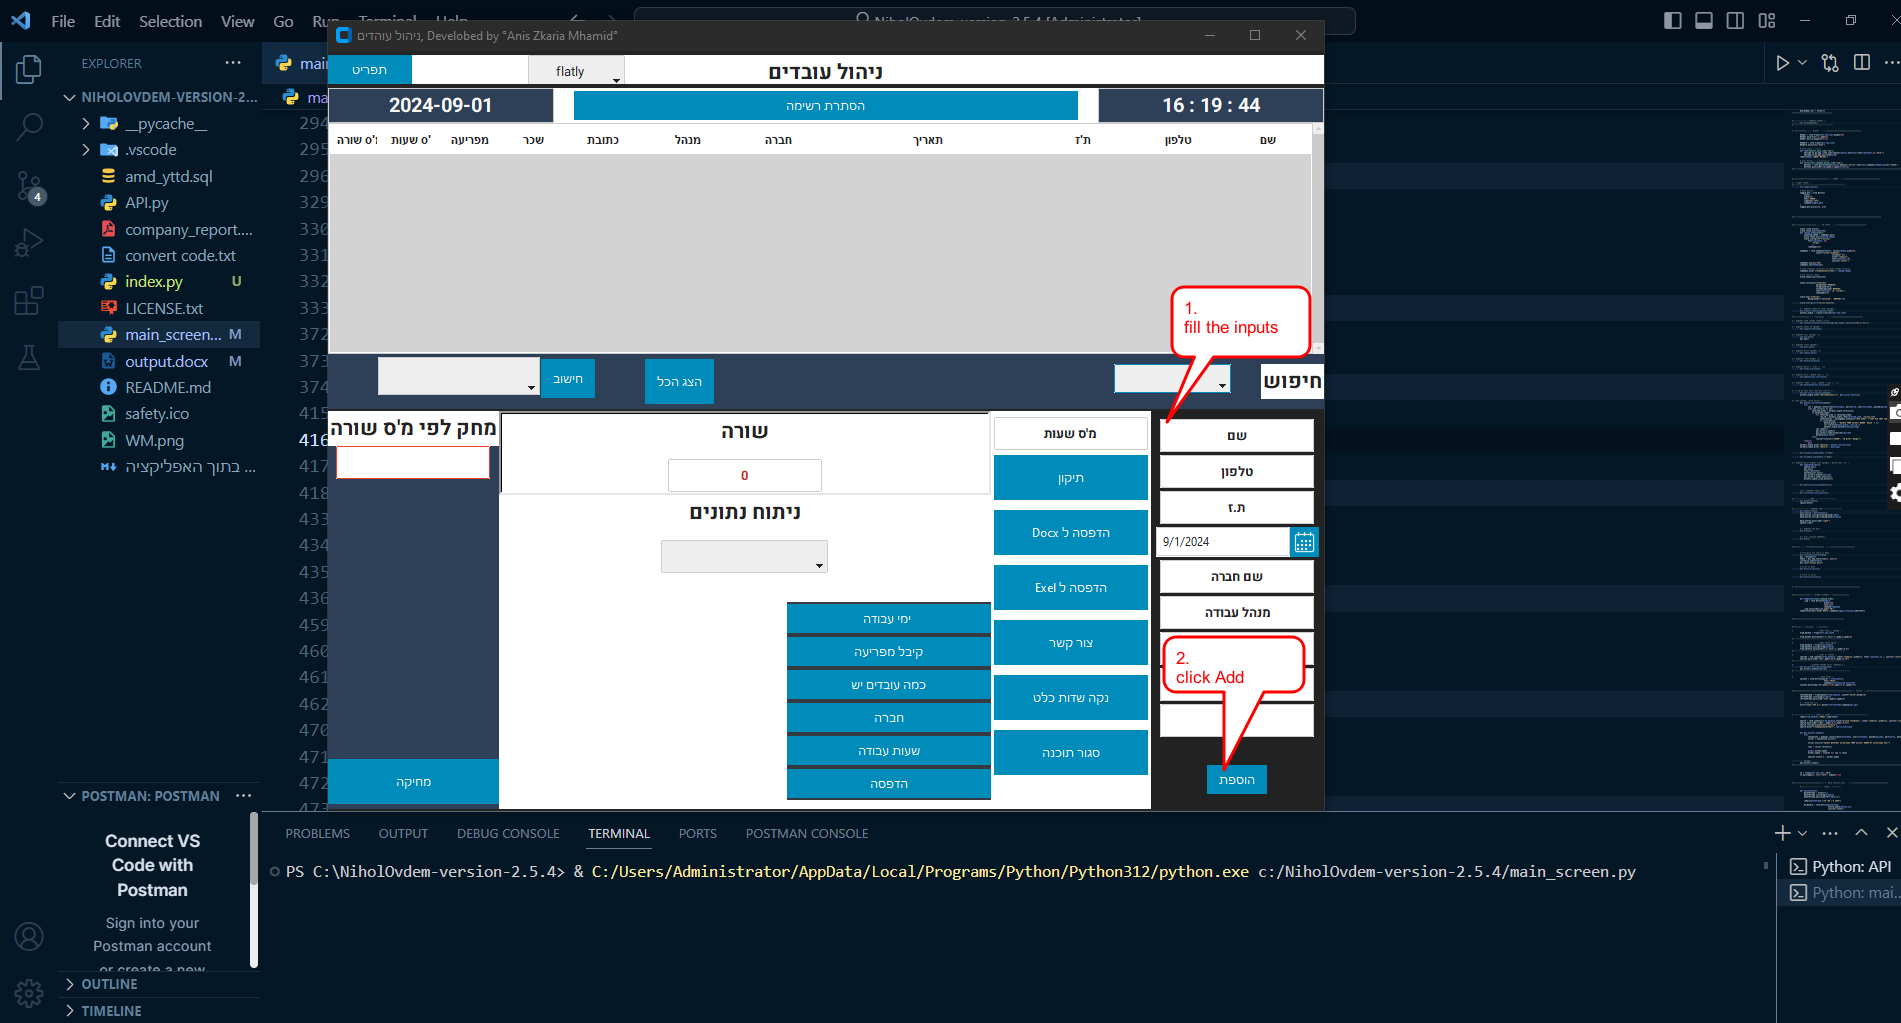 File Edit Selection View Go
ניהול עוהדים, Develobed by "Anis Zkaria Mhamid"
EXPLORER
NIHOLOVDEM-VERSION-2...
__pycache__
.vscode
amd_yttd.sql
API.py
company_report....
convert code.txt
index.py U
LICENSE.txt
main_screen... M
output.docx M
README.md
safety.ico
WM.png
בתוך האפליקציה ...
4
תפריט
flatly
ניהול עובדים
2024-09-01
הסתרת רשימה
16 : 19 : 44
שם
טלפון
ת'ז
תאריך
חברה
מנהל
כתובת
שכר
מפריעה
ס' שעות
ס שורה
294
295
296
329
330
331
332
333
372
373
374
415
416
417
418
433
434
435
436
459
460
461
462
470
471
472
473
1.
fill the inputs
חישוב
הצג הכל
חיפוש
מחק לפי מ'ס שורה
מחיקה
שורה
0
ניתוח נתונים
ימי עבודה
קיבל מפריעה
כמה עובדים יש
חברה
שעות עבודה
הדפסה
מ'ס שעות
תיקון
הדפסה ל Docx
הדפסה ל Exel
צור קשר
נקה שדות כלט
סגור תוכנה
שם
טלפון
ת.ז
9/1/2024
שם חברה
מנהל עבודה
2.
click Add
הוספת
POSTMAN: POSTMAN
Connect VS
Code with
Postman
Sign into your
Postman account
or create a new
OUTLINE
TIMELINE
PROBLEMS OUTPUT DEBUG CONSOLE TERMINAL PORTS POSTMAN CONSOLE
PS C:\NiholOvdem-version-2.5.4> & C:/Users/Administrator/AppData/Local/Programs/Python/Python312/python.exe c:/NiholOvdem-version-2.5.4/main_screen.py
Python: API
Python: mai...